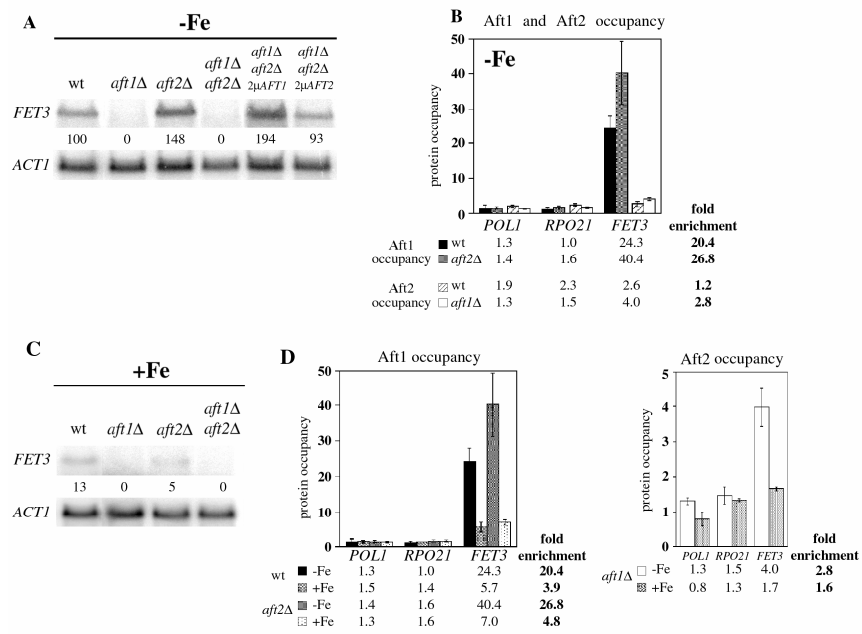 A
-Fe
wt aft1Δ aft2Δ aft1Δ aft2Δ aft1Δ aft2Δ 2μAFT1 aft1Δ aft2Δ 2μAFT2
FET3
100 0 148 0 194 93
ACT1
B
Aft1 and Aft2 occupancy
-Fe
protein occupancy
50
40
30
20
10
0
POL1 RPO21 FET3 fold enrichment
Aft1 occupancy
wt 1.3 1.0 24.3 20.4
aft2Δ 1.4 1.6 40.4 26.8
Aft2 occupancy
wt 1.9 2.3 2.6 1.2
aft1Δ 1.3 1.5 4.0 2.8
C
+Fe
wt aft1Δ aft2Δ aft1Δ aft2Δ
FET3
13 0 5 0
ACT1
D
Aft1 occupancy
protein occupancy
50
40
30
20
10
0
POL1 RPO21 FET3 fold enrichment
wt
-Fe 1.3 1.0 24.3 20.4
+Fe 1.5 1.4 5.7 3.9
aft2Δ
-Fe 1.4 1.6 40.4 26.8
+Fe 1.3 1.6 7.0 4.8
Aft2 occupancy
protein occupancy
5
4
3
2
1
0
POL1 RPO21 FET3 fold enrichment
aft1Δ
-Fe 1.3 1.5 4.0 2.8
+Fe 0.8 1.3 1.7 1.6